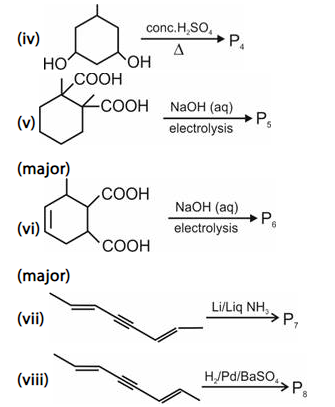 (iv) HO OH conc.H₂SO₄ Δ P₄
(v) COOH COOH NaOH (aq) electrolysis P₅
(major)
(vi) COOH COOH NaOH (aq) electrolysis P₆
(major)
(vii) Li/Liq NH₃ P₇
(viii) H₂/Pd/BaSO₄ P₈